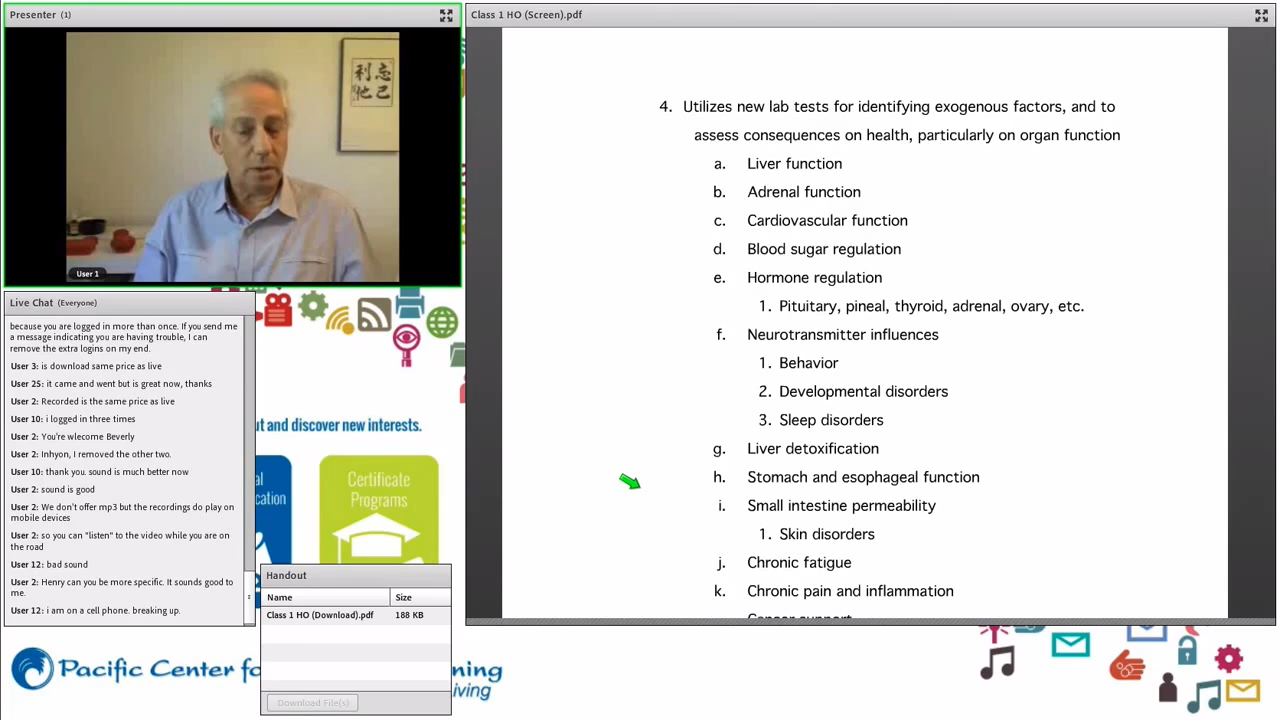 Presenter (1)
利忘
他己
User 1
Live Chat (Everyone)
because you are logged in more than once. If you send me
a message indicating you are having trouble, I can
remove the extra logins on my end.
User 3: is download same price as live
User 25: it came and went but is great now, thanks
User 2: Recorded is the same price as live
User 10: i logged in three times
User 2: You're wlecome Beverly
User 2: Inhyon, I removed the other two.
User 10: thank you. sound is much better now
User 2: sound is good
User 2: We don't offer mp3 but the recordings do play on
mobile devices
User 2: so you can "listen" to the video while you are on
the road
User 12: bad sound
User 2: Henry can you be more specific. It sounds good to
me.
User 12: i am on a cell phone. breaking up.
ut and discover new interests.
Certificate
Programs
Handout
Name Size
Class 1 HO (Download).pdf 188 KB
Download File(s)
Pacific Center fo
ning
iving
Class 1 HO (Screen).pdf
4. Utilizes new lab tests for identifying exogenous factors, and to
assess consequences on health, particularly on organ function
a. Liver function
b. Adrenal function
c. Cardiovascular function
d. Blood sugar regulation
e. Hormone regulation
1. Pituitary, pineal, thyroid, adrenal, ovary, etc.
f. Neurotransmitter influences
1. Behavior
2. Developmental disorders
3. Sleep disorders
g. Liver detoxification
h. Stomach and esophageal function
i. Small intestine permeability
1. Skin disorders
j. Chronic fatigue
k. Chronic pain and inflammation
Cancer support